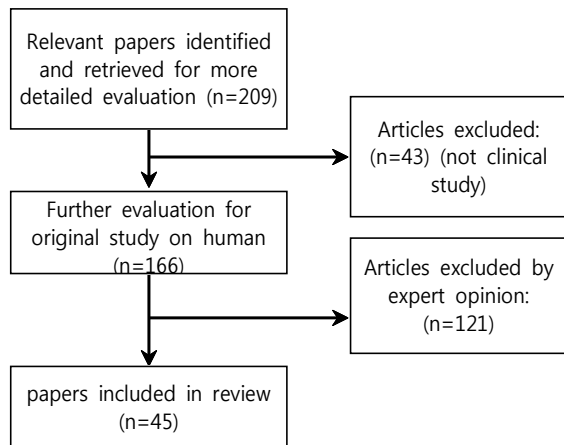 Relevant papers identified
and retrieved for more
detailed evaluation (n=209)
Articles excluded:
(n=43) (not clinical
study)
Further evaluation for
original study on human
(n=166)
Articles excluded by
expert opinion:
(n=121)
papers included in review
(n=45)